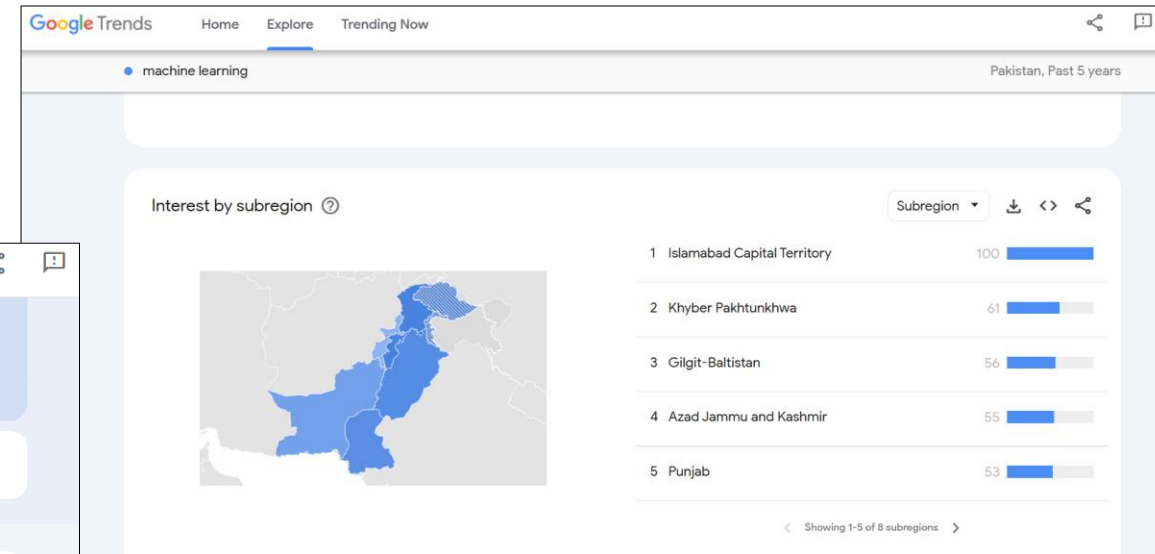 Google Trends Home Explore Trending Now
machine learning Pakistan, Past 5 years
Interest by subregion Subregion
1 Islamabad Capital Territory 100
2 Khyber Pakhtunkhwa 61
3 Gilgit-Baltistan 56
4 Azad Jammu and Kashmir 55
5 Punjab 53
Showing 1-5 of 8 subregions